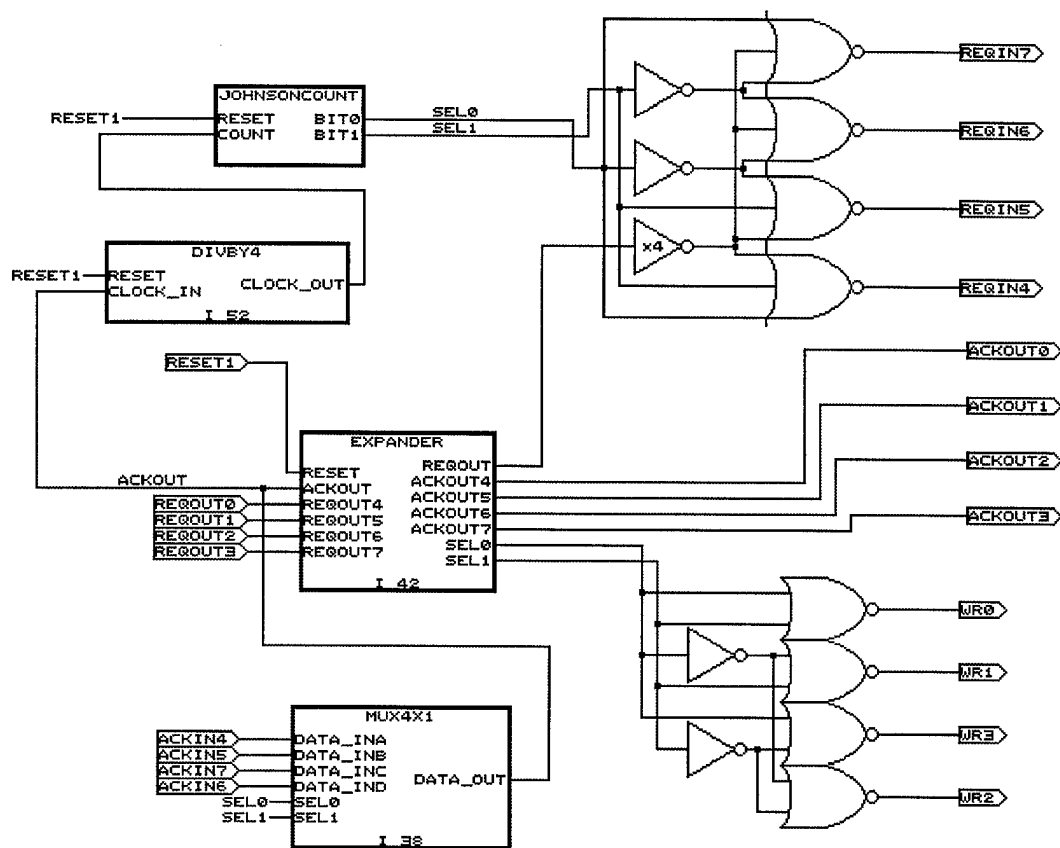 JOHNSONCOUNT
RESET1 RESET BIT0 SEL0
COUNT BIT1 SEL1
REQIN7
REQIN6
REQIN5
REQIN4
x4
DIVBY4
RESET1 RESET
CLOCK_IN CLOCK_OUT
I 52
RESET1
ACKOUT0
ACKOUT1
ACKOUT2
ACKOUT3
EXPANDER
RESET REQOUT
ACKOUT ACKOUT ACKOUT4
REQOUT0 REQOUT4 ACKOUT5
REQOUT1 REQOUT5 ACKOUT6
REQOUT2 REQOUT6 ACKOUT7
REQOUT3 REQOUT7 SEL0
SEL1
I 42
WR0
WR1
WR3
WR2
MUX4X1
ACKIN4 DATA_INA
ACKIN5 DATA_INB
ACKIN7 DATA_INC
ACKIN6 DATA_IND
DATA_OUT
SEL0 SEL0
SEL1 SEL1
I 38